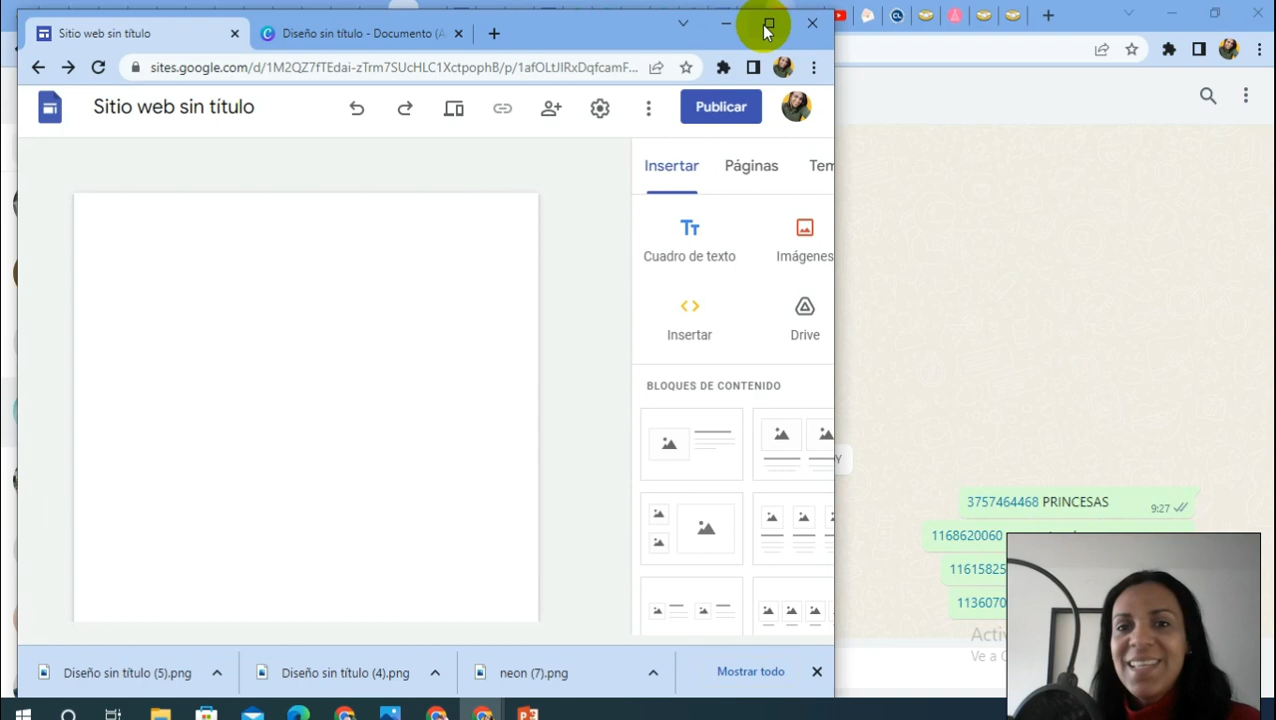 Sitio web sin título
Diseño sin título - Documento (A
sites.google.com/d/1M2QZ7fTEdai-zTrm7SUcHLC1XctpophB/p/1afOLtJIRxDqfcamF...
Sitio web sin título
Publicar
Insertar
Páginas
Tem
Cuadro de texto
Imágenes
Insertar
Drive
BLOQUES DE CONTENIDO
Y
3757464468 PRINCESAS
9:27
1168620060
11615825
1136070
Activ
Ve a C
Diseño sin título (5).png
Diseño sin título (4).png
neon (7).png
Mostrar todo